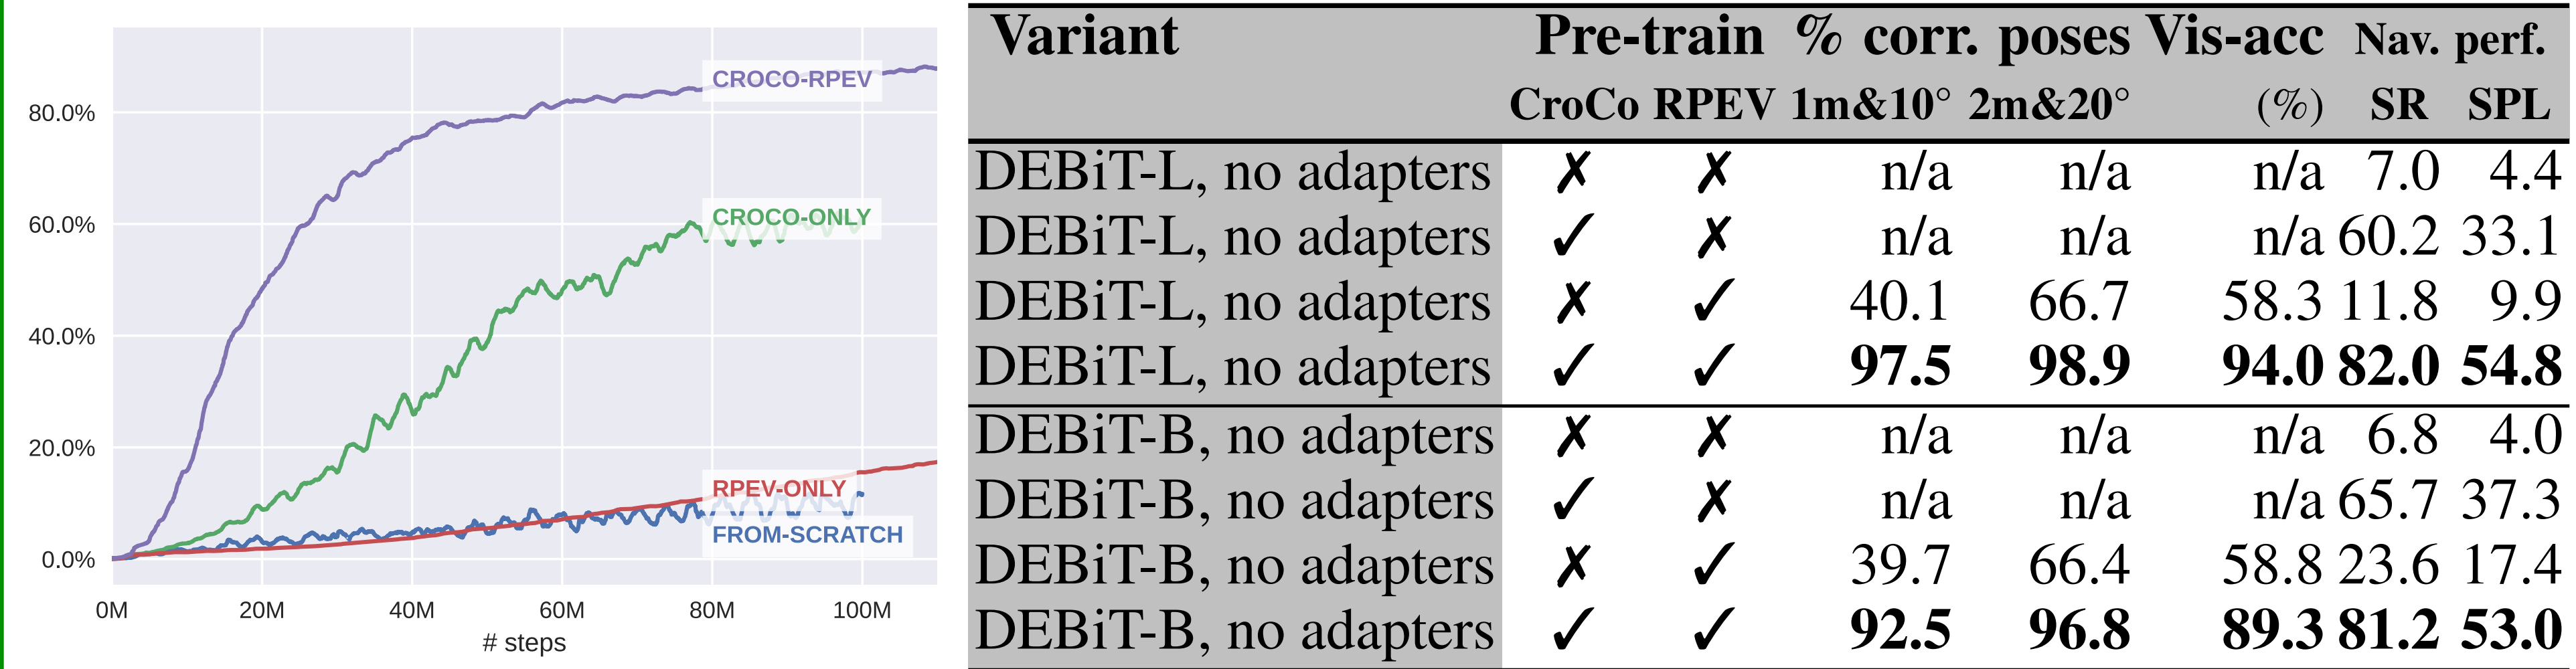 80.0%
60.0%
40.0%
20.0%
0.0%
CROCO-RPEV
CROCO-ONLY
RPEV-ONLY
FROM-SCRATCH
0M 20M 40M 60M 80M 100M
# steps
Variant Pre-train % corr. poses Vis-acc Nav. perf.
CroCo RPEV 1m&10° 2m&20° (%) SR SPL
DEBiT-L, no adapters ✗ ✗ n/a n/a n/a 7.0 4.4
DEBiT-L, no adapters ✓ ✗ n/a n/a n/a 60.2 33.1
DEBiT-L, no adapters ✗ ✓ 40.1 66.7 58.3 11.8 9.9
DEBiT-L, no adapters ✓ ✓ 97.5 98.9 94.0 82.0 54.8
DEBiT-B, no adapters ✗ ✗ n/a n/a n/a 6.8 4.0
DEBiT-B, no adapters ✓ ✗ n/a n/a n/a 65.7 37.3
DEBiT-B, no adapters ✗ ✓ 39.7 66.4 58.8 23.6 17.4
DEBiT-B, no adapters ✓ ✓ 92.5 96.8 89.3 81.2 53.0